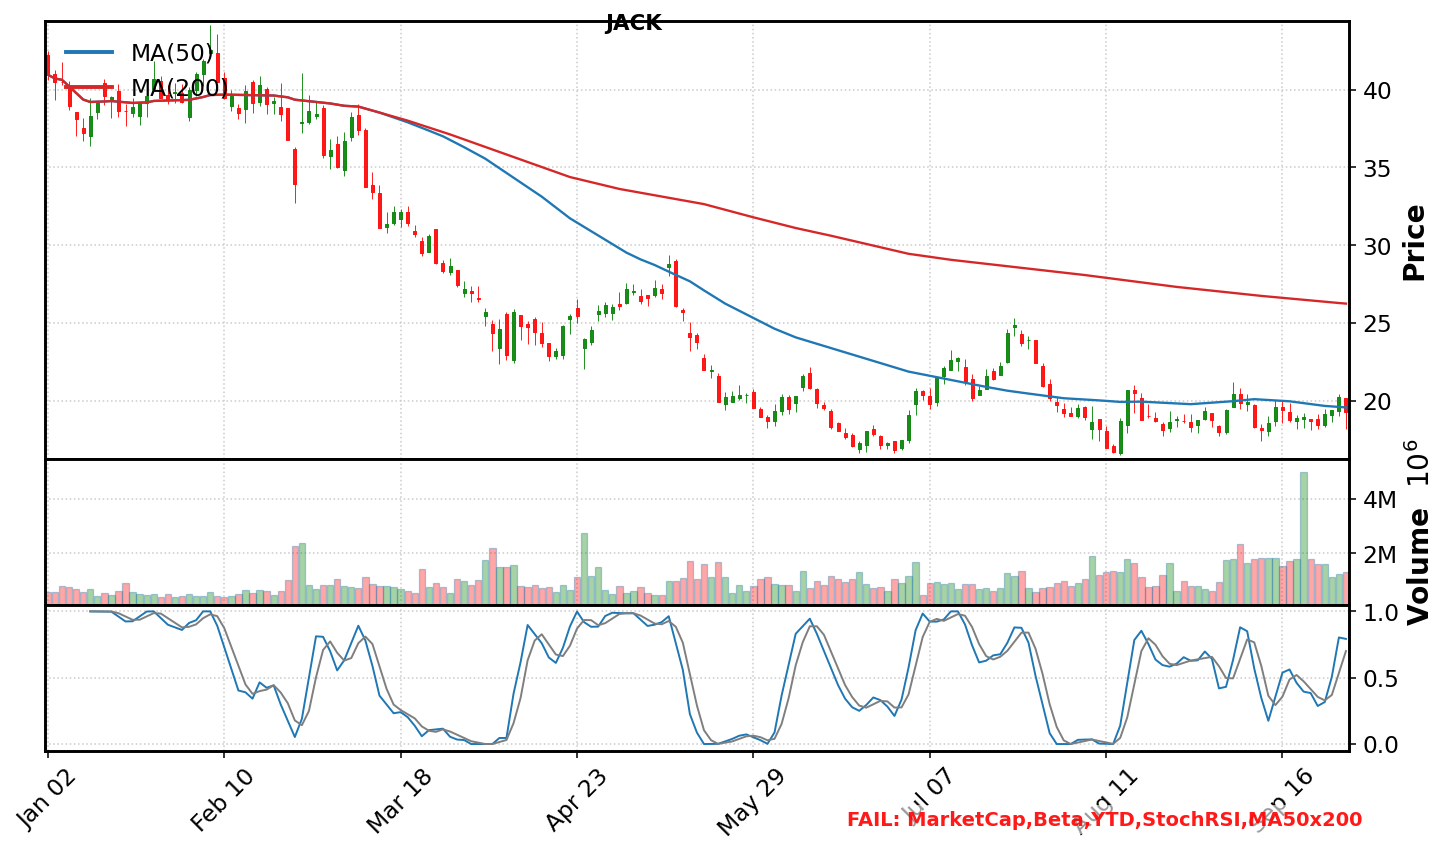 JACK
MA(50)
MA(200)
40
35
30
25
20
Price
4M
2M
Volume 10^6
1.0
0.5
0.0
Jan 02
Feb 10
Mar 18
Apr 23
May 29
Jul 07
Aug 11
Sep 16
FAIL: MarketCap,Beta,YTD,StochRSI,MA50x200